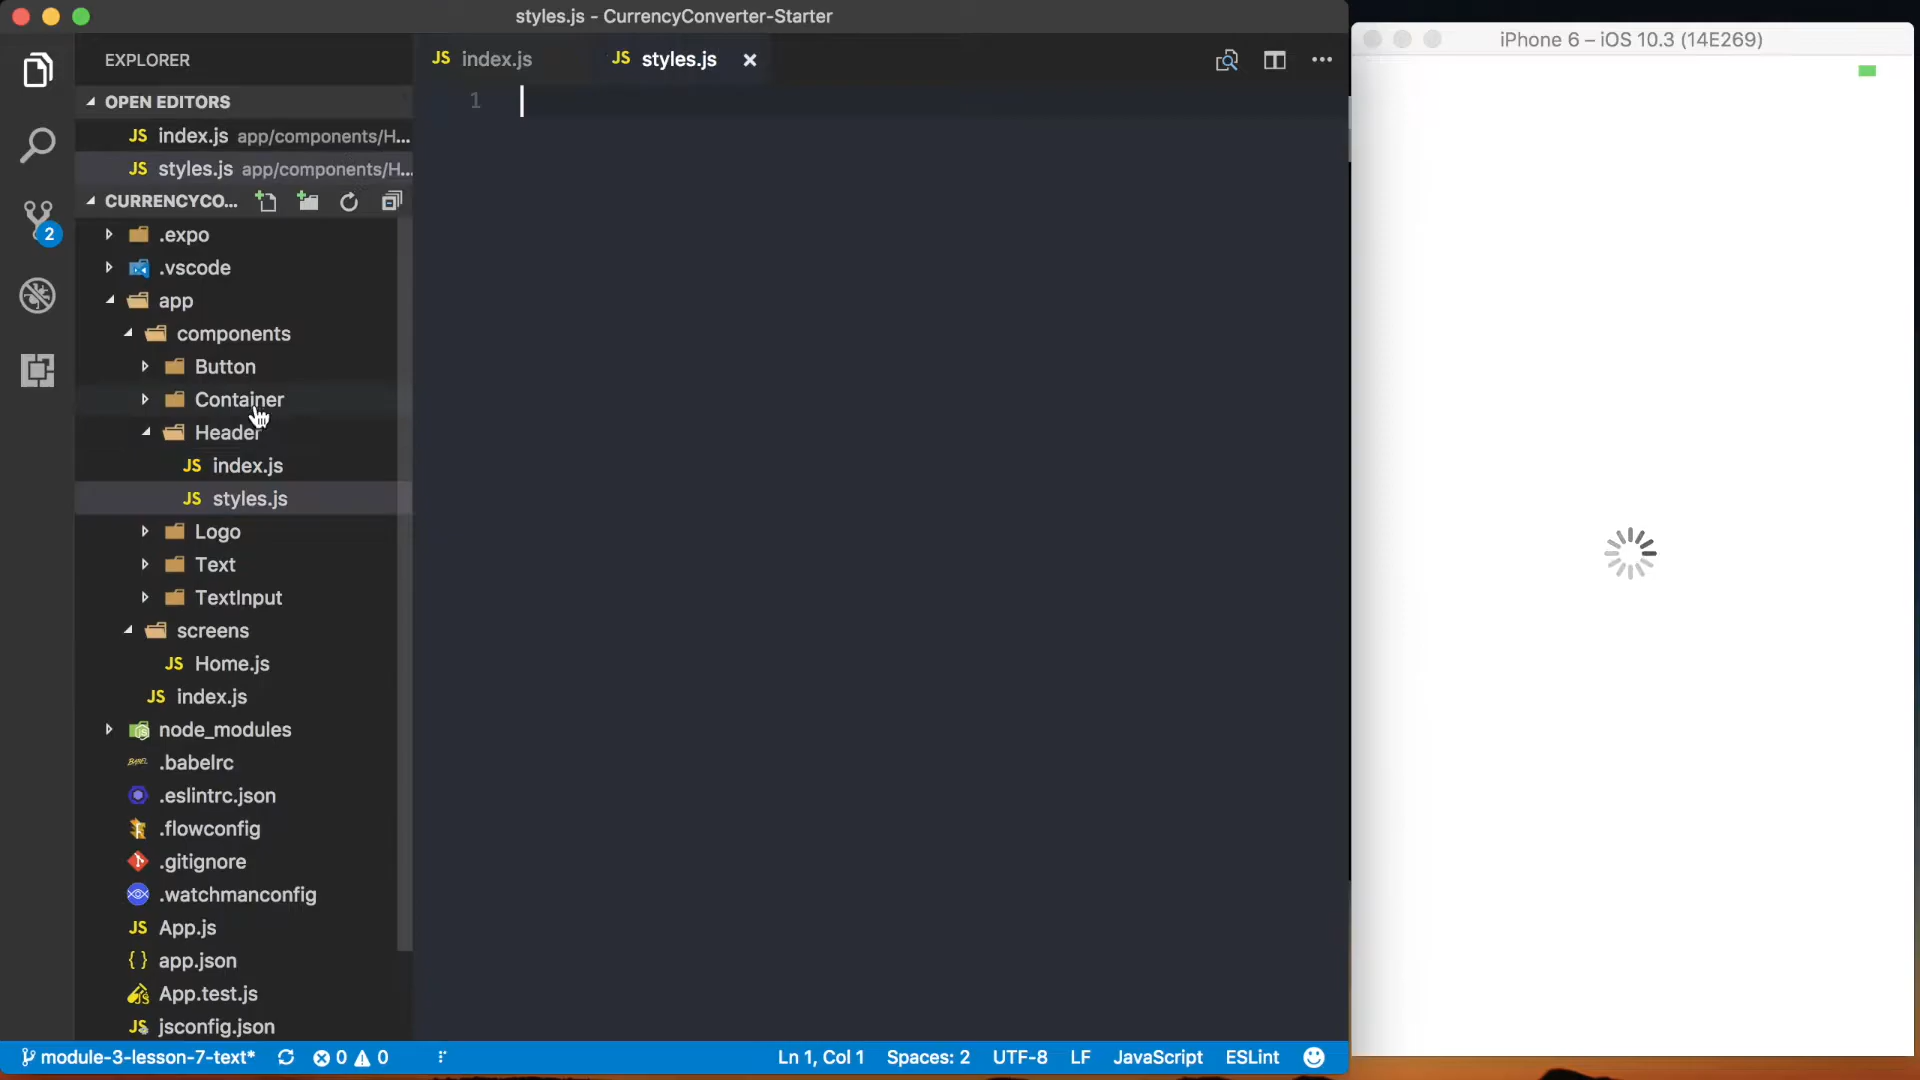 styles.js - CurrencyConverter-Starter
iPhone 6 – iOS 10.3 (14E269)
EXPLORER
JS index.js
JS styles.js
OPEN EDITORS
JS index.js app/components/H...
JS styles.js app/components/H...
CURRENCYCO...
1
.expo
2
.vscode
app
components
Button
Container
Header
JS index.js
JS styles.js
Logo
Text
TextInput
screens
JS Home.js
JS index.js
node_modules
BABEL .babelrc
.eslintrc.json
.flowconfig
.gitignore
.watchmanconfig
JS App.js
{ } app.json
App.test.js
JS jsconfig.json
module-3-lesson-7-text* 0 0 Ln 1, Col 1 Spaces: 2 UTF-8 LF JavaScript ESLint